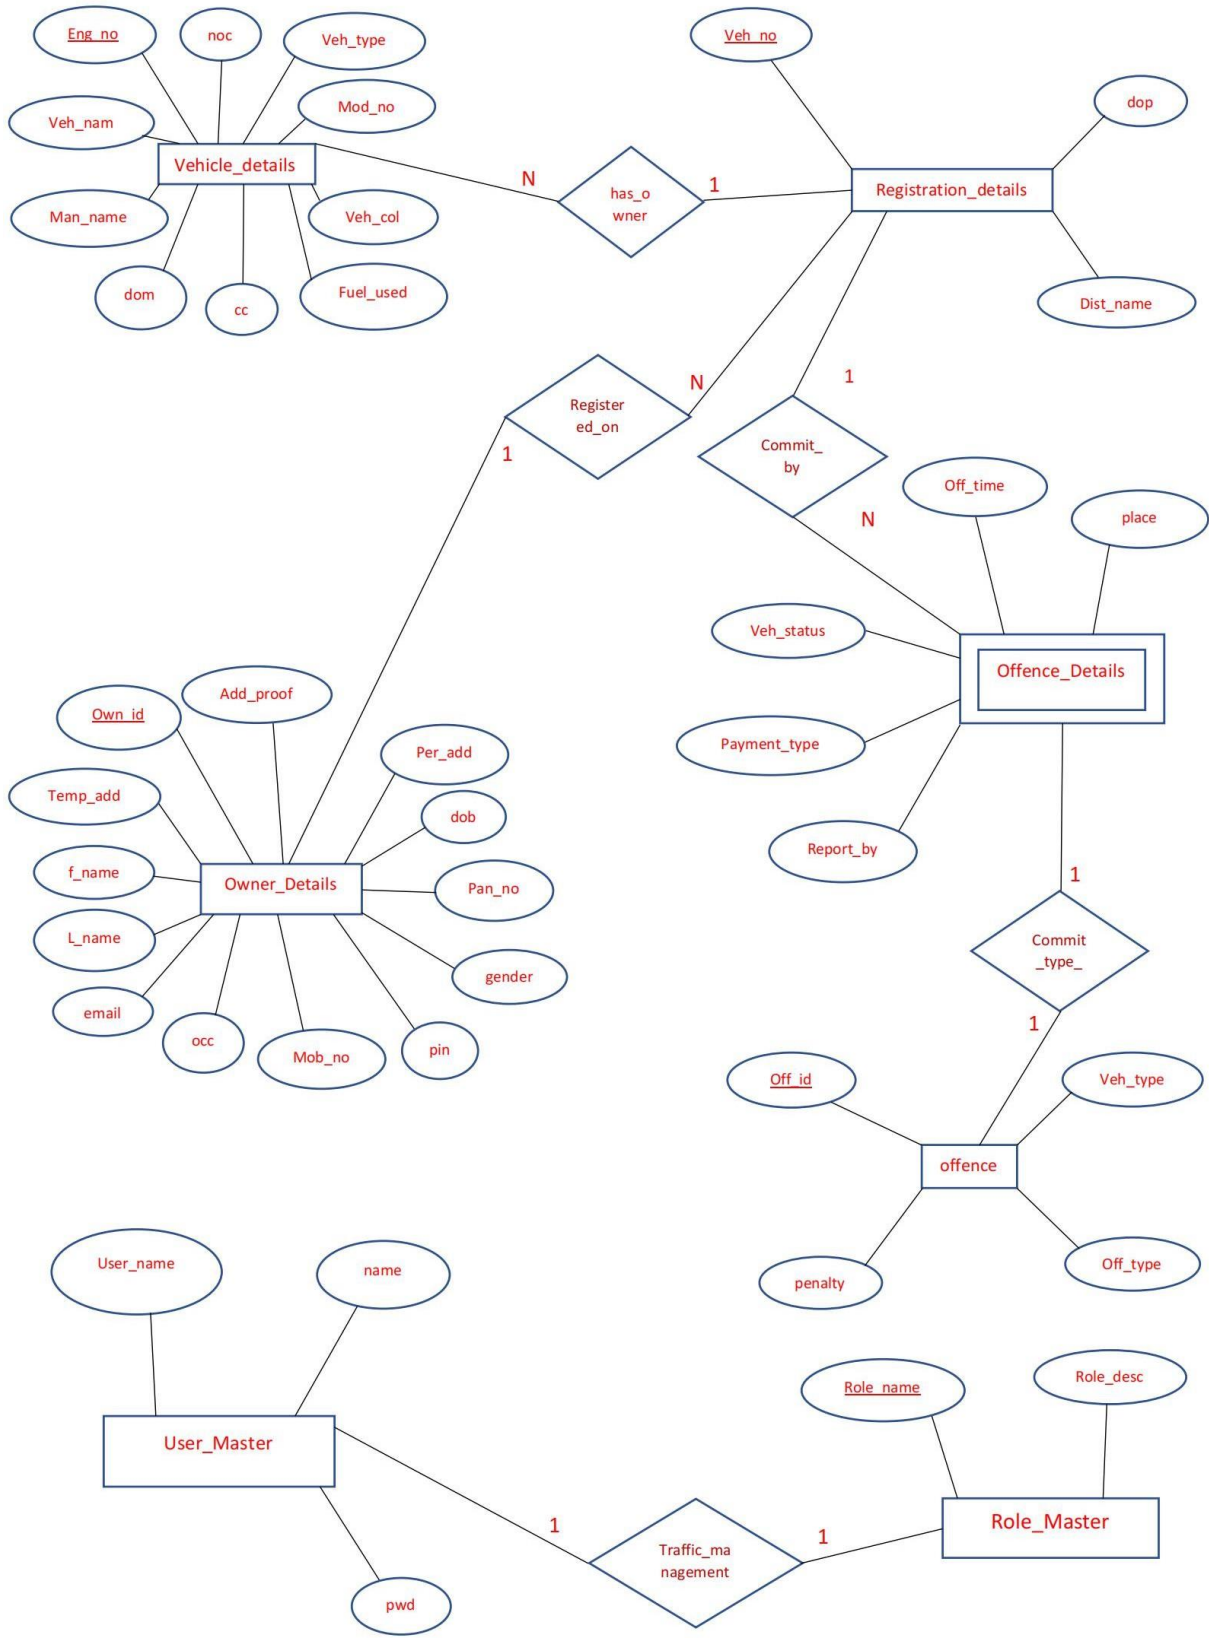 Eng_no
noc
Veh_type
Veh_no
Mod_no
dop
Veh_nam
Vehicle_details
N
has_o
wner
1
Registration_details
Man_name
Veh_col
dom
cc
Fuel_used
Dist_name
Register
ed_on
N
1
1
Commit_
by
N
Off_time
place
Veh_status
Offence_Details
Add_proof
Own_id
Per_add
Payment_type
Temp_add
dob
Report_by
f_name
Owner_Details
Pan_no
1
L_name
Commit
_type_
gender
email
occ
Mob_no
pin
1
Off_id
Veh_type
offence
penalty
Off_type
User_name
name
Role_name
Role_desc
User_Master
1
Traffic_ma
nagement
1
Role_Master
pwd